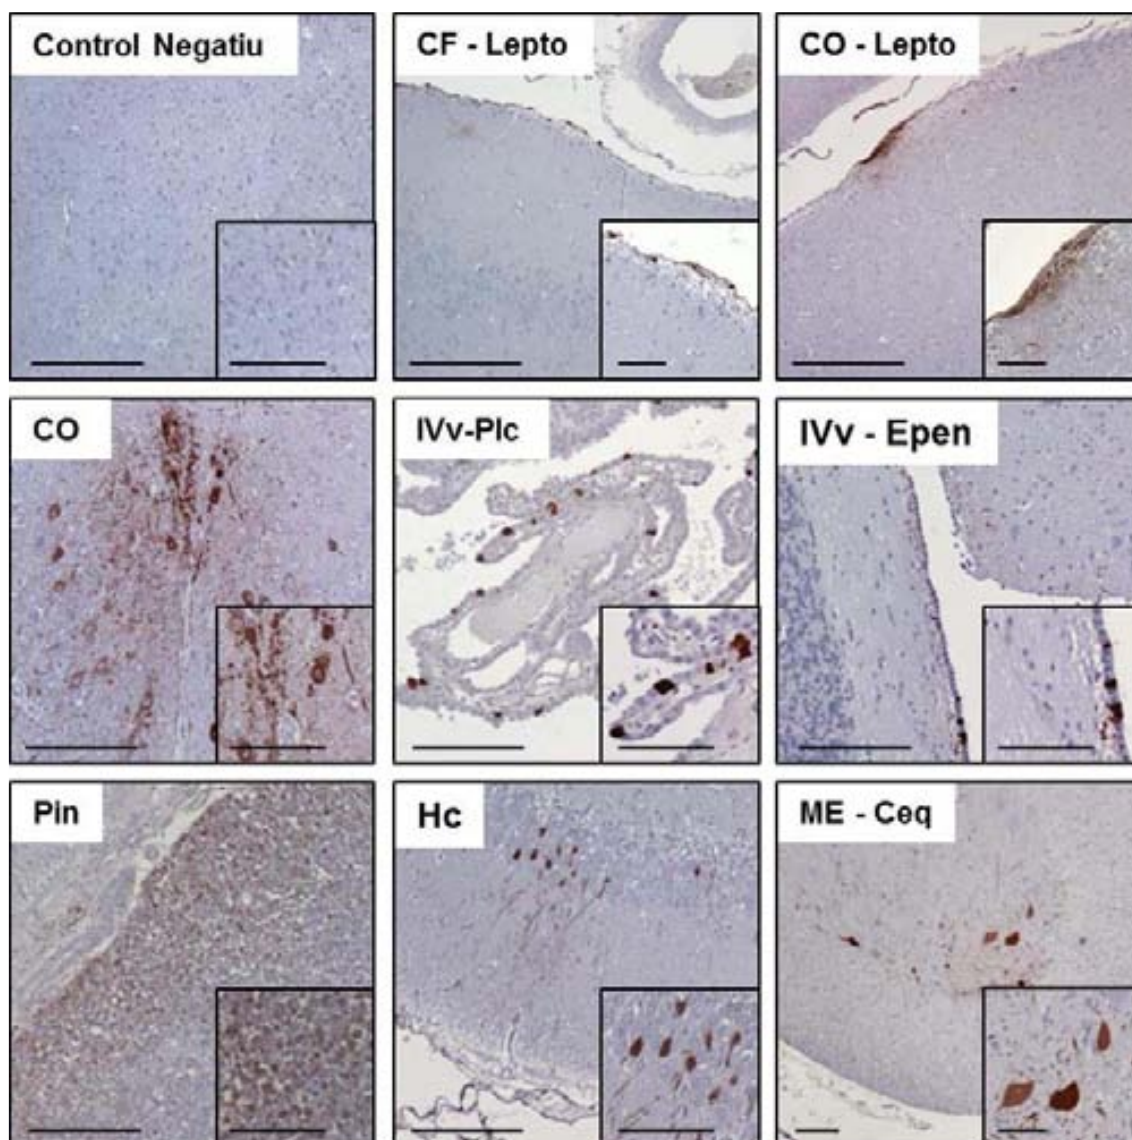 Control Negatiu
CF - Lepto
CO - Lepto
CO
IVv-Plc
IVv - Epen
Pin
Hc
ME - Ceq